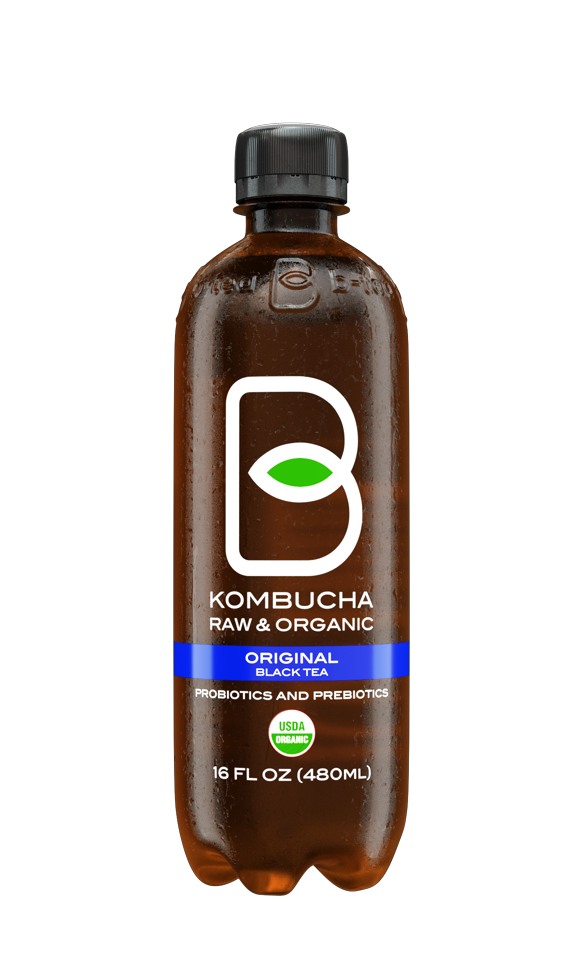 B
KOMBUCHA
RAW & ORGANIC
ORIGINAL
BLACK TEA
PROBIOTICS AND PREBIOTICS
USDA
ORGANIC
16 FL OZ (480ML)